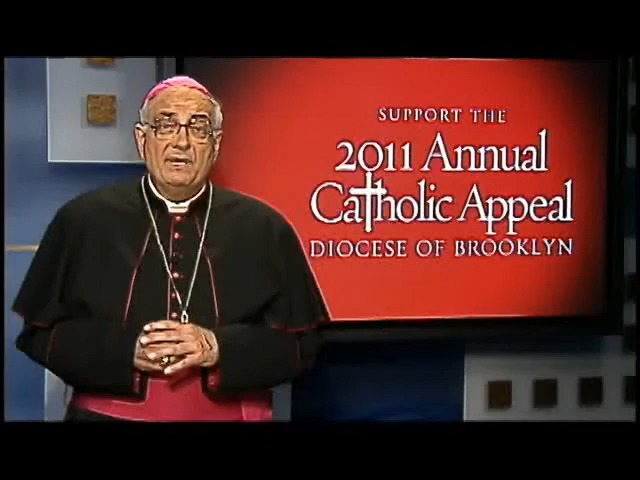 SUPPORT THE
2011 Annual
Catholic Appeal
DIOCESE OF BROOKLYN